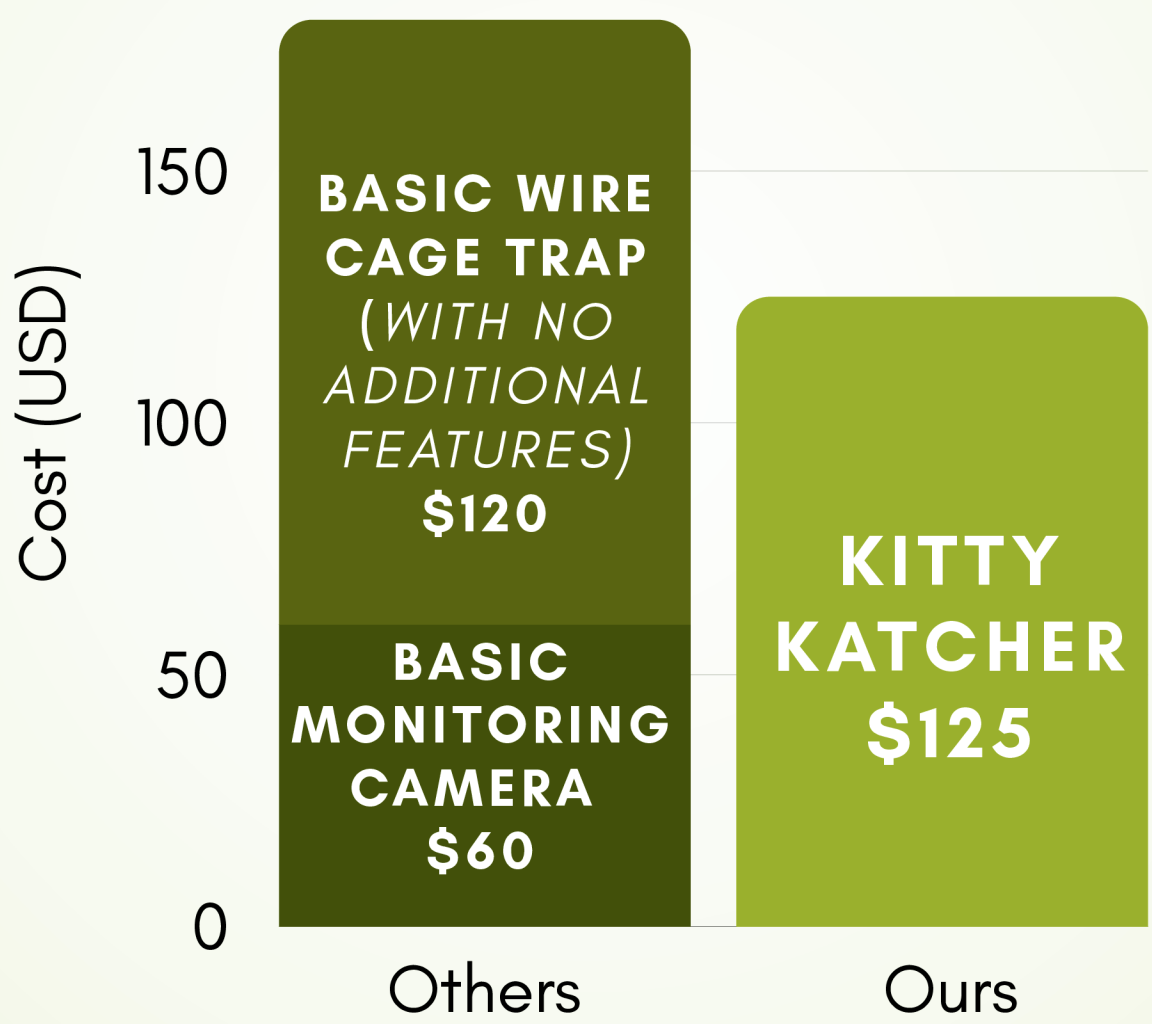 Cost (USD)
150
100
50
0
BASIC WIRE
CAGE TRAP
(WITH NO
ADDITIONAL
FEATURES)
$120
BASIC
MONITORING
CAMERA
$60
KITTY
KATCHER
$125
Others
Ours